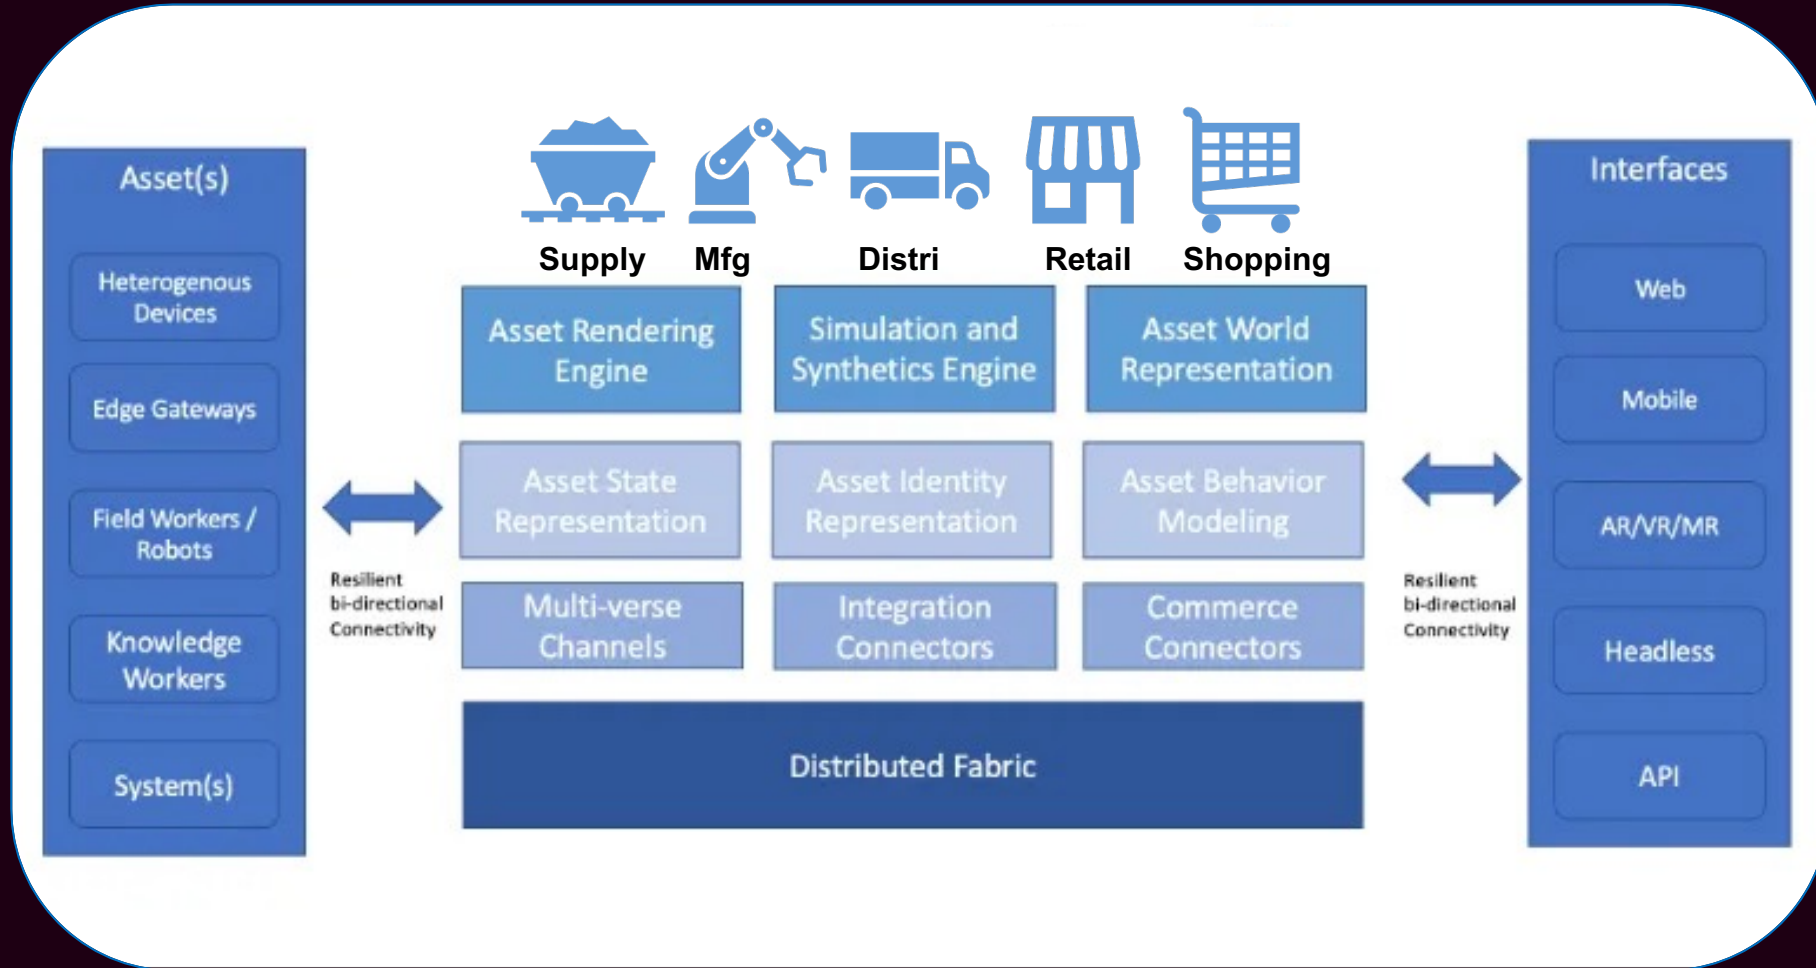 Asset(s)
Heterogenous
Devices
Edge Gateways
Field Workers /
Robots
Knowledge
Workers
System(s)
Resilient
bi-directional
Connectivity
Supply
Mfg
Distri
Retail
Shopping
Asset Rendering
Engine
Simulation and
Synthetics Engine
Asset World
Representation
Asset State
Representation
Asset Identity
Representation
Asset Behavior
Modeling
Multi-verse
Channels
Integration
Connectors
Commerce
Connectors
Distributed Fabric
Resilient
bi-directional
Connectivity
Interfaces
Web
Mobile
AR/VR/MR
Headless
API